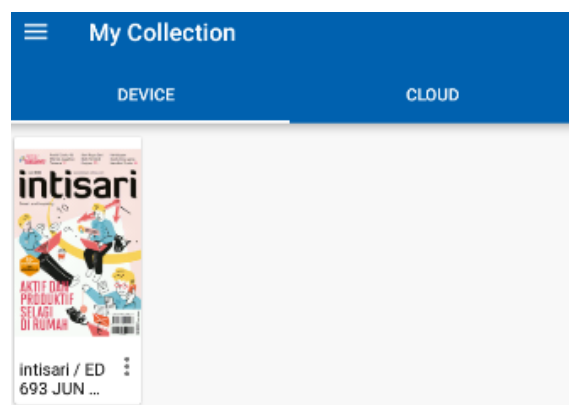 My Collection
DEVICE
CLOUD
intisari
AKTIF DAN
PRODUKTIF
SELAGI
DI RUMAH
intisari / ED
693 JUN ...